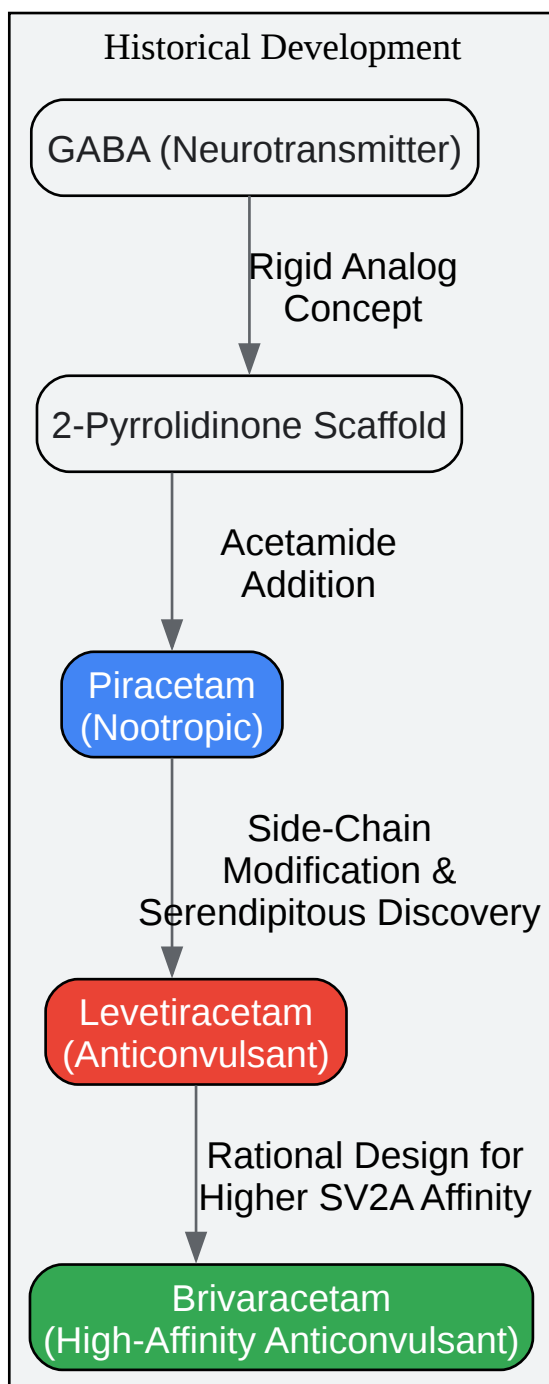 Historical Development
GABA (Neurotransmitter)
Rigid Analog
Concept
2-Pyrrolidinone Scaffold
Acetamide
Addition
Piracetam
(Nootropic)
Side-Chain
Modification &
Serendipitous Discovery
Levetiracetam
(Anticonvulsant)
Rational Design for
Higher SV2A Affinity
Brivaracetam
(High-Affinity Anticonvulsant)